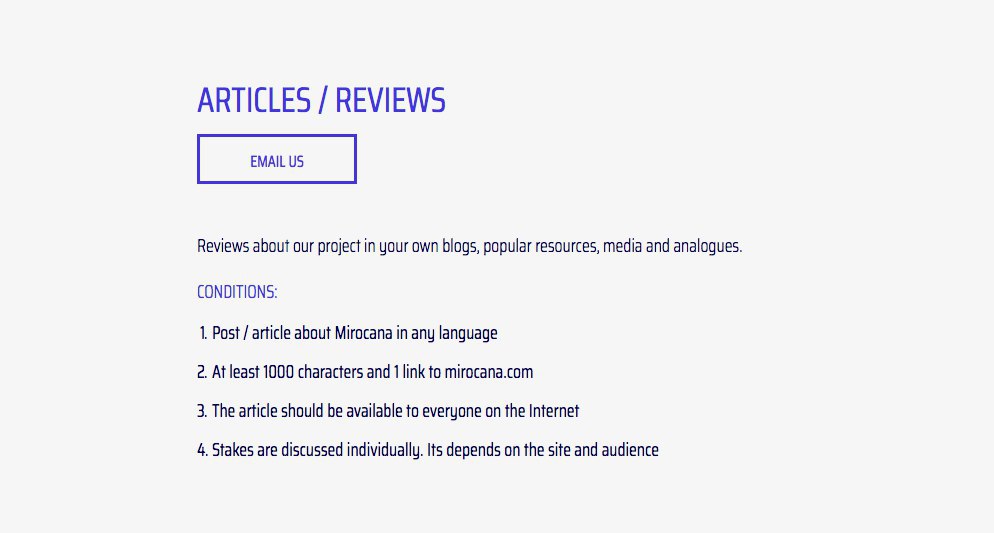 ARTICLES / REVIEWS
EMAIL US
Reviews about our project in your own blogs, popular resources, media and analogues.
CONDITIONS:
1. Post / article about Mirocana in any language
2. At least 1000 characters and 1 link to mirocana.com
3. The article should be available to everyone on the Internet
4. Stakes are discussed individually. Its depends on the site and audience